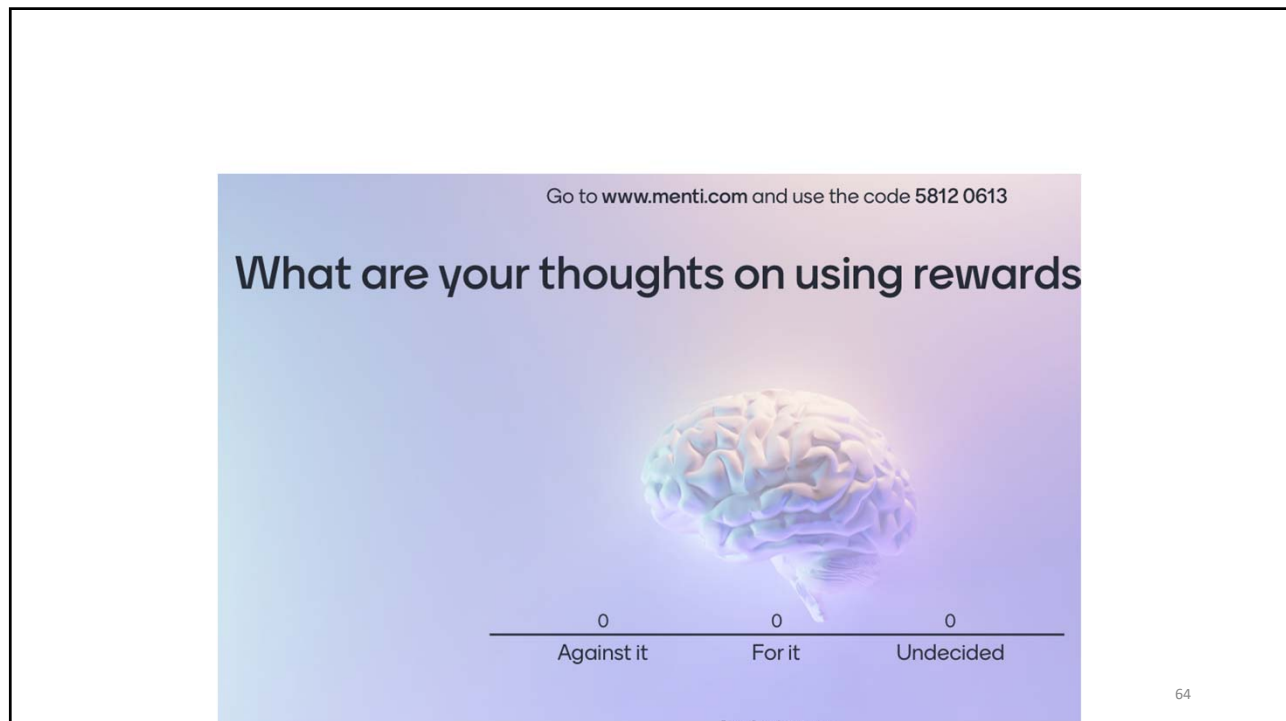 Go to www.menti.com and use the code 5812 0613
What are your thoughts on using rewards
0 0 0
Against it For it Undecided
64